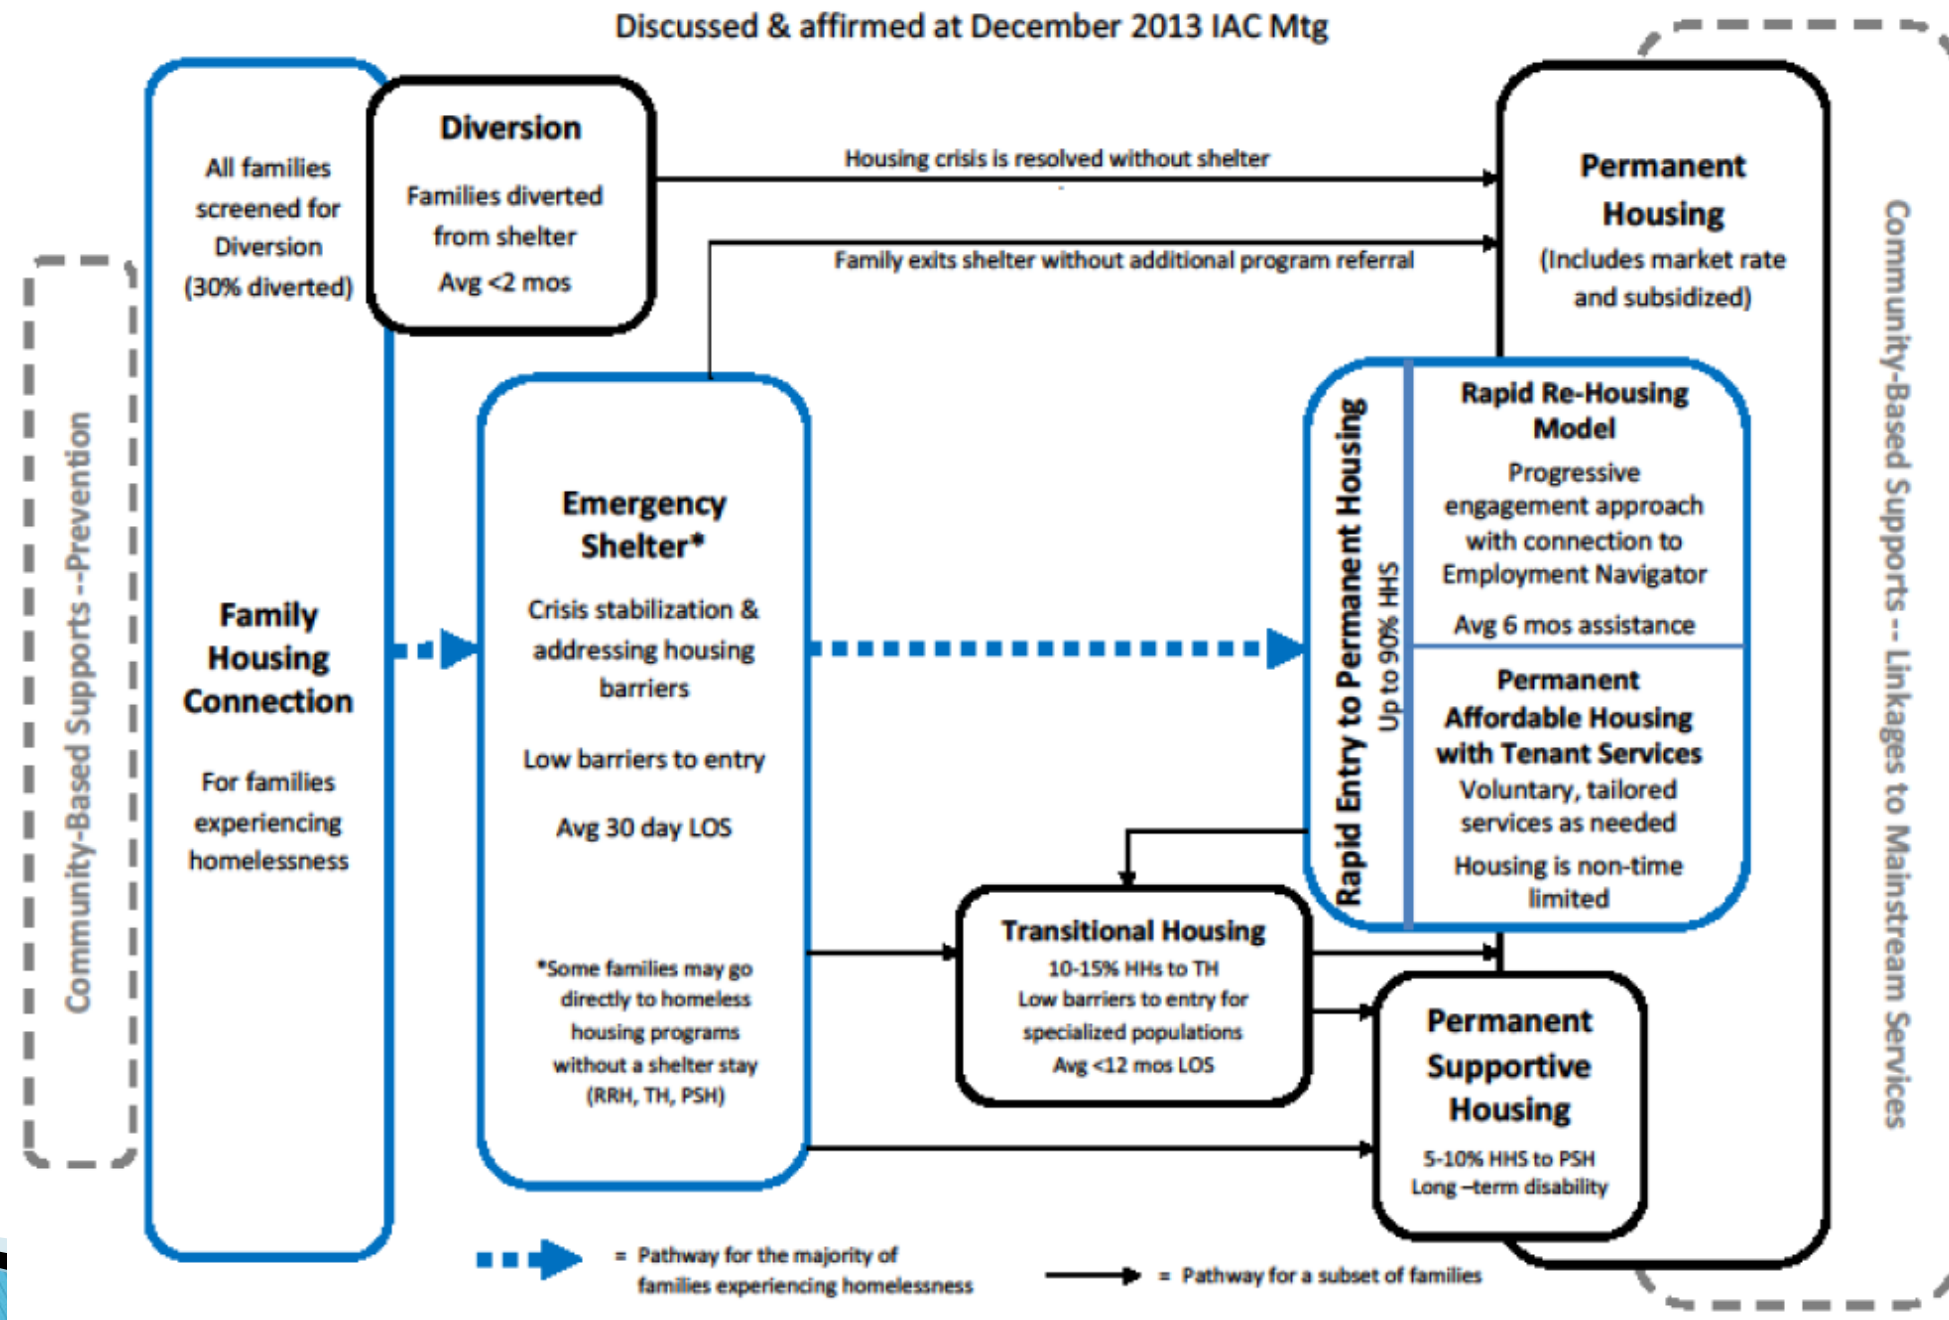 Discussed & affirmed at December 2013 IAC Mtg
Community-Based Supports --Prevention
All families
screened for
Diversion
(30% diverted)
Family
Housing
Connection
For families
experiencing
homelessness
Diversion
Families diverted
from shelter
Avg <2 mos
Housing crisis is resolved without shelter
Family exits shelter without additional program referral
Emergency
Shelter*
Crisis stabilization &
addressing housing
barriers
Low barriers to entry
Avg 30 day LOS
*Some families may go
directly to homeless
housing programs
without a shelter stay
(RRH, TH, PSH)
Transitional Housing
10-15% HHs to TH
Low barriers to entry for
specialized populations
Avg <12 mos LOS
Permanent
Housing
(Includes market rate
and subsidized)
Rapid Entry to Permanent Housing
Up to 90% HHS
Rapid Re-Housing
Model
Progressive
engagement approach
with connection to
Employment Navigator
Avg 6 mos assistance
Permanent
Affordable Housing
with Tenant Services
Voluntary, tailored
services as needed
Housing is non-time
limited
Permanent
Supportive
Housing
5-10% HHS to PSH
Long –term disability
Community-Based Supports -- Linkages to Mainstream Services
= Pathway for the majority of
families experiencing homelessness
= Pathway for a subset of families